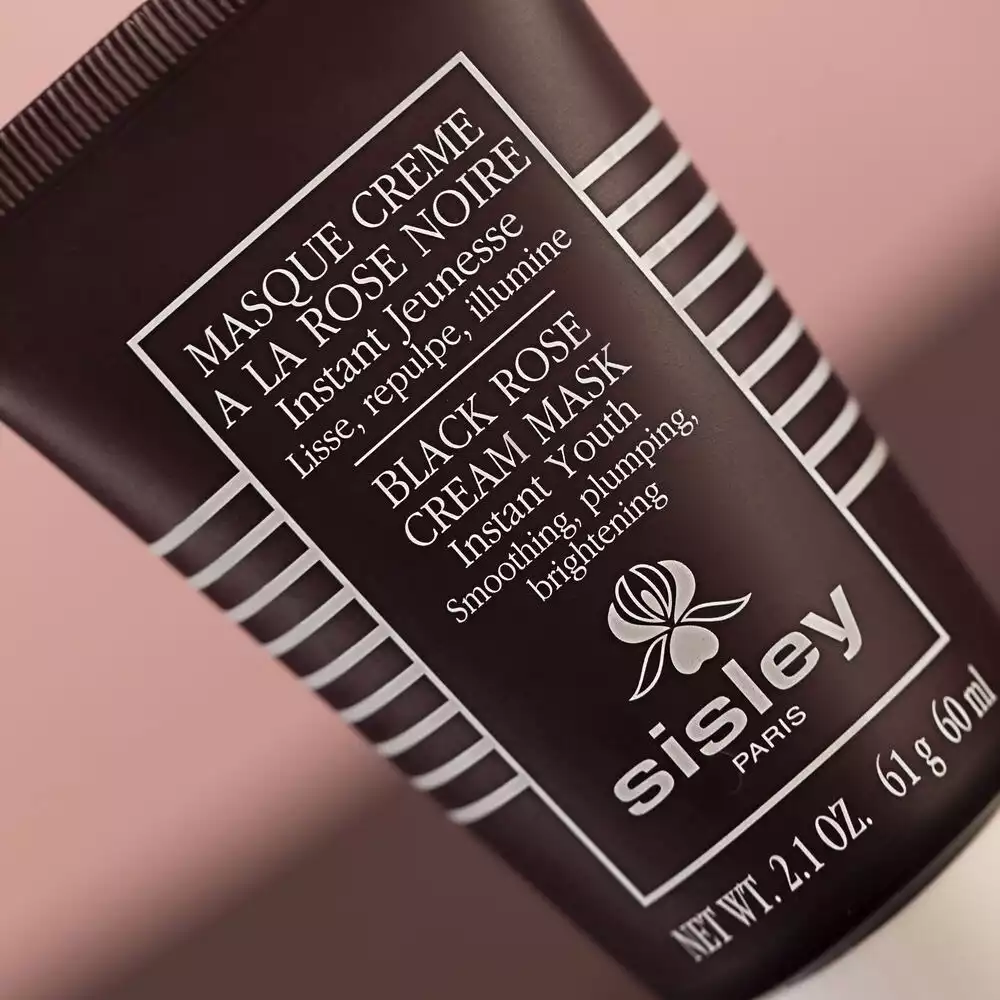 MASQUE CREME
A LA ROSE NOIRE
Instant Jeunesse
Lisse, repulpe, illumine
BLACK ROSE
CREAM MASK
Instant Youth
Smoothing, plumping,
brightening
sisley
PARIS
NET WT. 2.1 OZ. 61 g 60 ml